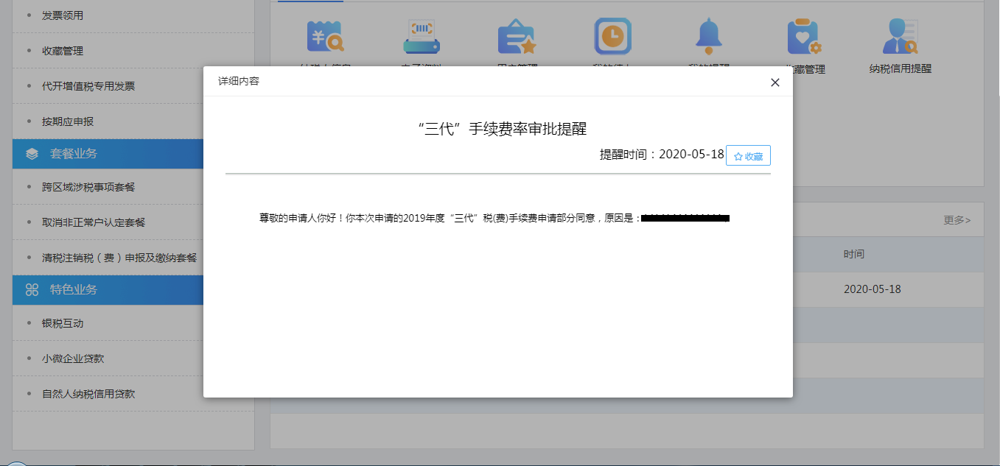 发票领用
收藏管理
代开增值税专用发票
按期应申报
套餐业务
跨区域涉税事项套餐
取消非正常户认定套餐
清税注销税（费）申报及缴纳套餐
特色业务
银税互动
小微企业贷款
自然人纳税信用贷款
收藏管理
纳税信用提醒
详细内容
“三代”手续费率审批提醒
提醒时间：2020-05-18
收藏
尊敬的申请人你好！你本次申请的2019年度“三代”税(费)手续费申请部分同意，原因是：
更多>
时间
2020-05-18